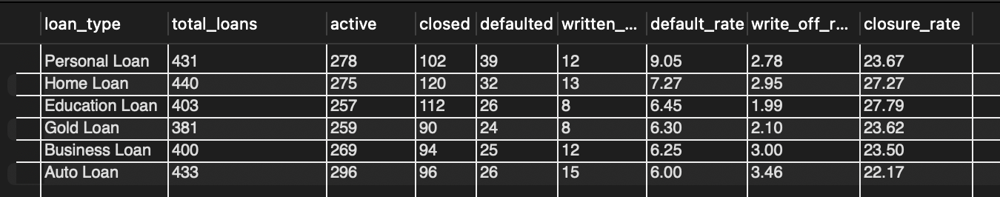 loan_type total_loans active closed defaulted written_... default_rate write_off_r... closure_rate
Personal Loan 431 278 102 39 12 9.05 2.78 23.67
Home Loan 440 275 120 32 13 7.27 2.95 27.27
Education Loan 403 257 112 26 8 6.45 1.99 27.79
Gold Loan 381 259 90 24 8 6.30 2.10 23.62
Business Loan 400 269 94 25 12 6.25 3.00 23.50
Auto Loan 433 296 96 26 15 6.00 3.46 22.17